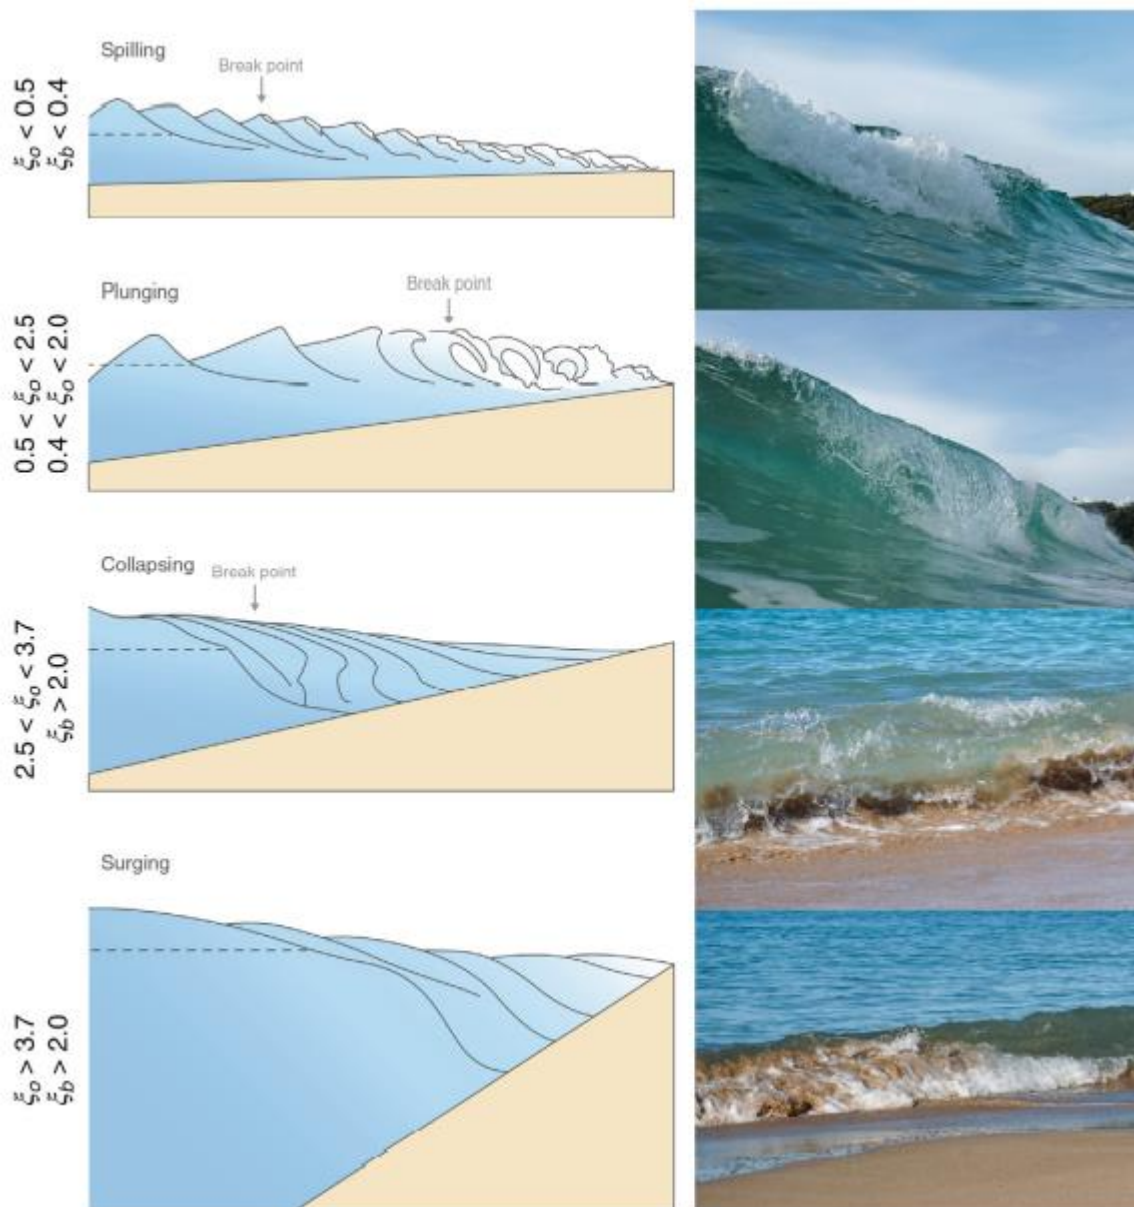 Spilling
Break point
ξo < 0.5
ξb < 0.4
Plunging
Break point
0.5 < ξo < 2.5
0.4 < ξo < 2.0
Collapsing
Break point
2.5 < ξo < 3.7
ξb > 2.0
Surging
ξo > 3.7
ξb > 2.0